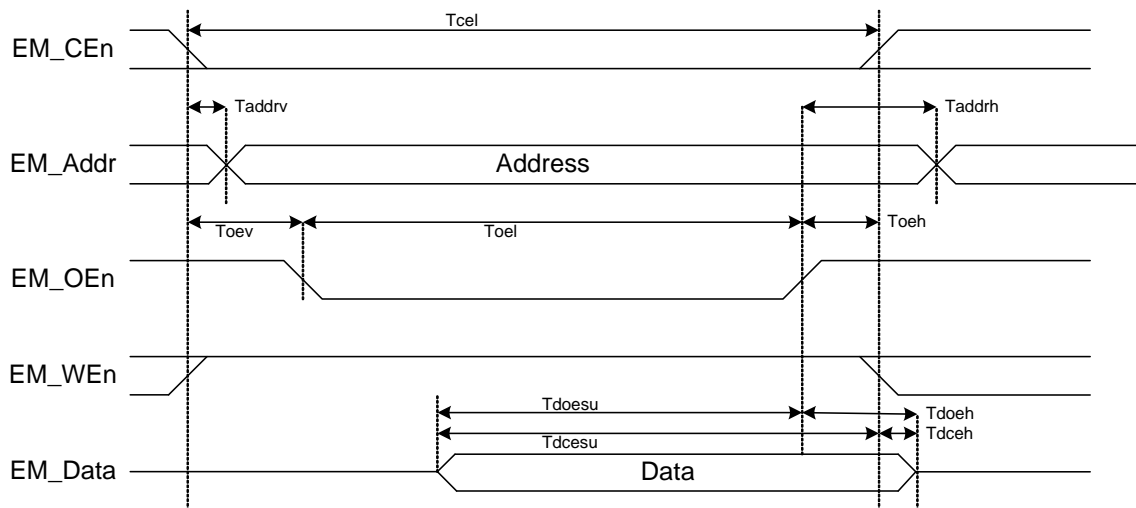 Tcel
EM_CEn
Taddrv
Taddrh
EM_Addr
Address
Toev
Toel
Toeh
EM_OEn
EM_WEn
Tdoesu
Tdoeh
Tdcesu
Tdceh
EM_Data
Data